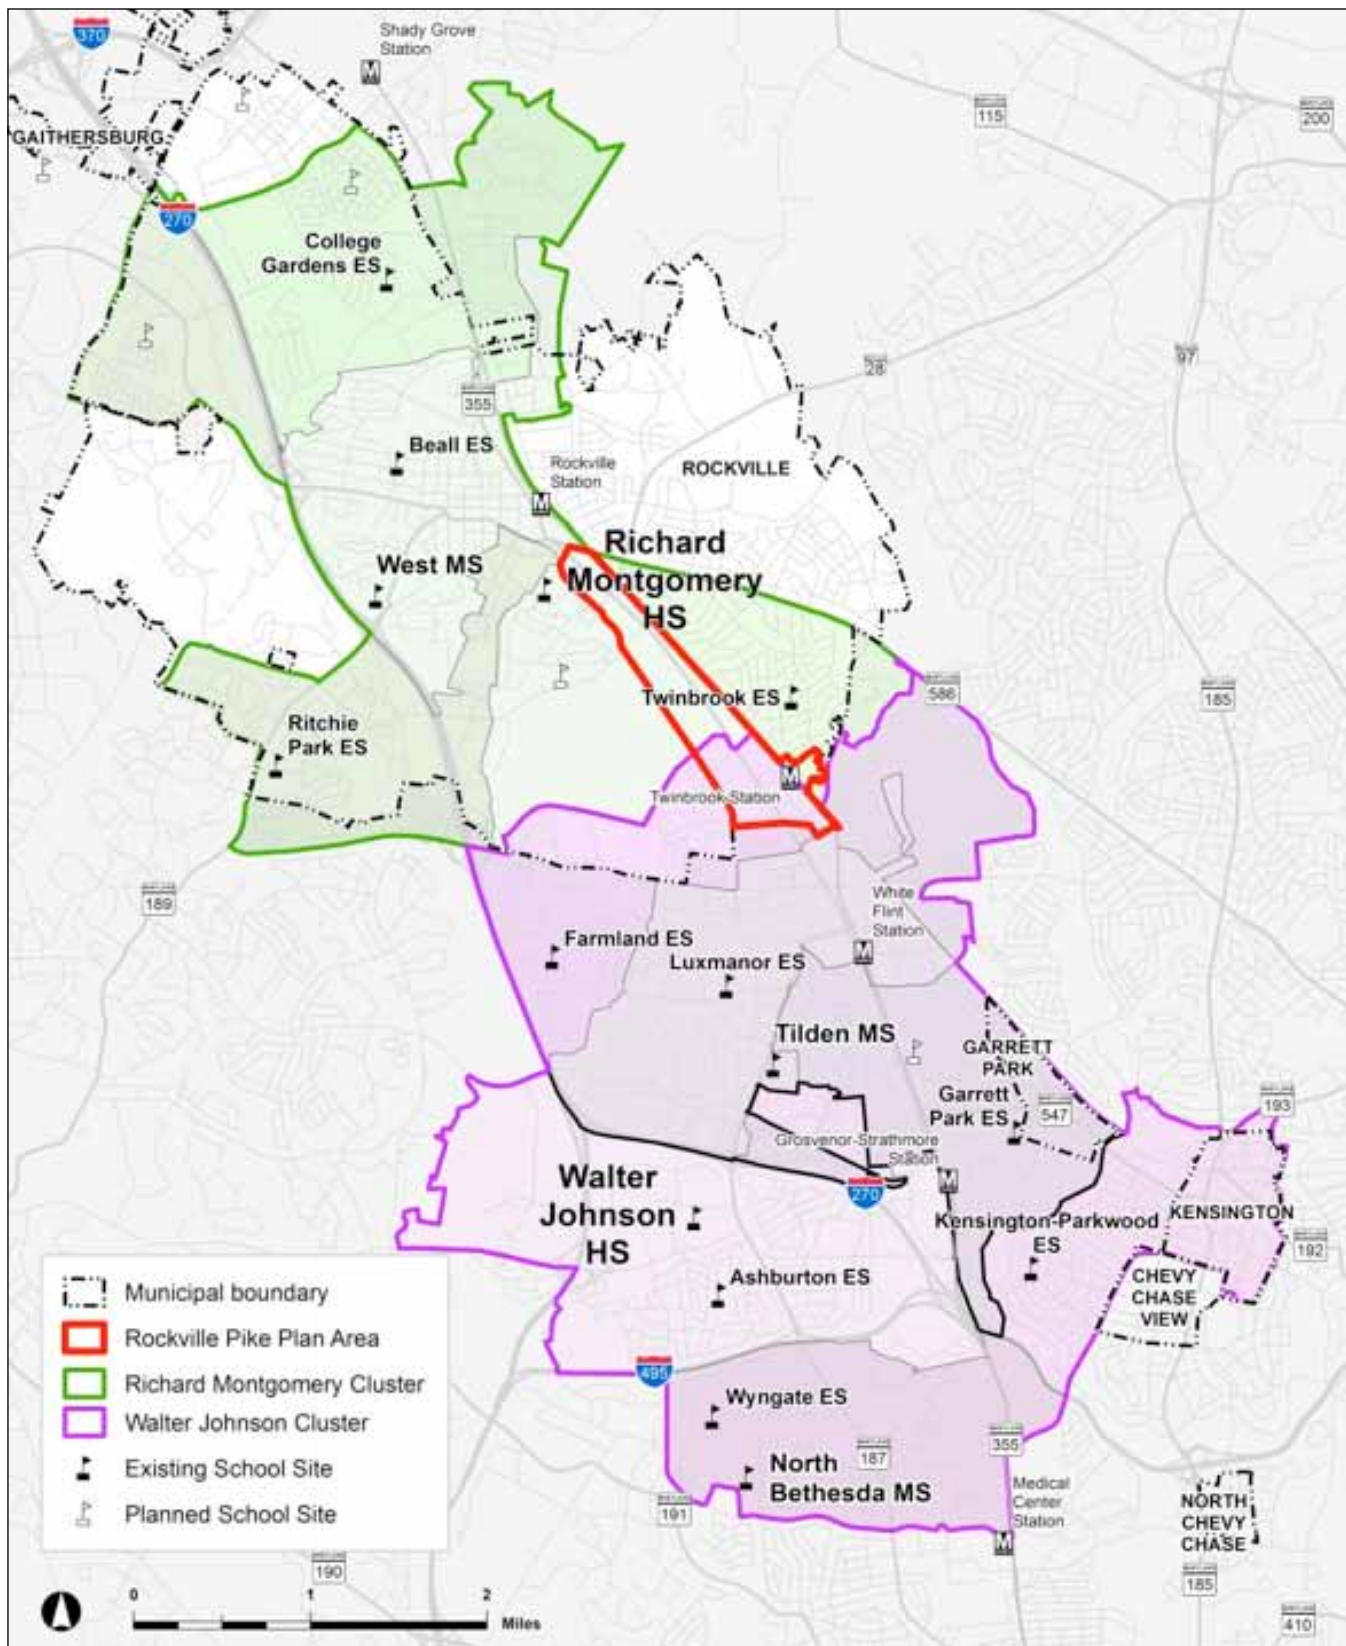 370
Shady Grove
Station
115
200
GAITHERSBURG
270
College
Gardens ES
28
97
355
Beall ES
Rockville
Station
ROCKVILLE
Richard
Montgomery
HS
West MS
586
185
Twinbrook ES
Ritchie
Park ES
Twinbrook Station
189
White
Flint
Station
Farmland ES
Luxmanor ES
Tilden MS
GARRETT
PARK
Garrett
Park ES
547
193
Grosvenor-Strathmore
Station
Walter
Johnson
HS
270
Kensington-Parkwood
ES
KENSINGTON
192
CHEVY
CHASE
VIEW
Ashburton ES
495
Wyngate ES
187
355
North
Bethesda MS
191
Medical
Center
Station
NORTH
CHEVY
CHASE
190
185
410
Municipal boundary
Rockville Pike Plan Area
Richard Montgomery Cluster
Walter Johnson Cluster
Existing School Site
Planned School Site
0 1 2
Miles